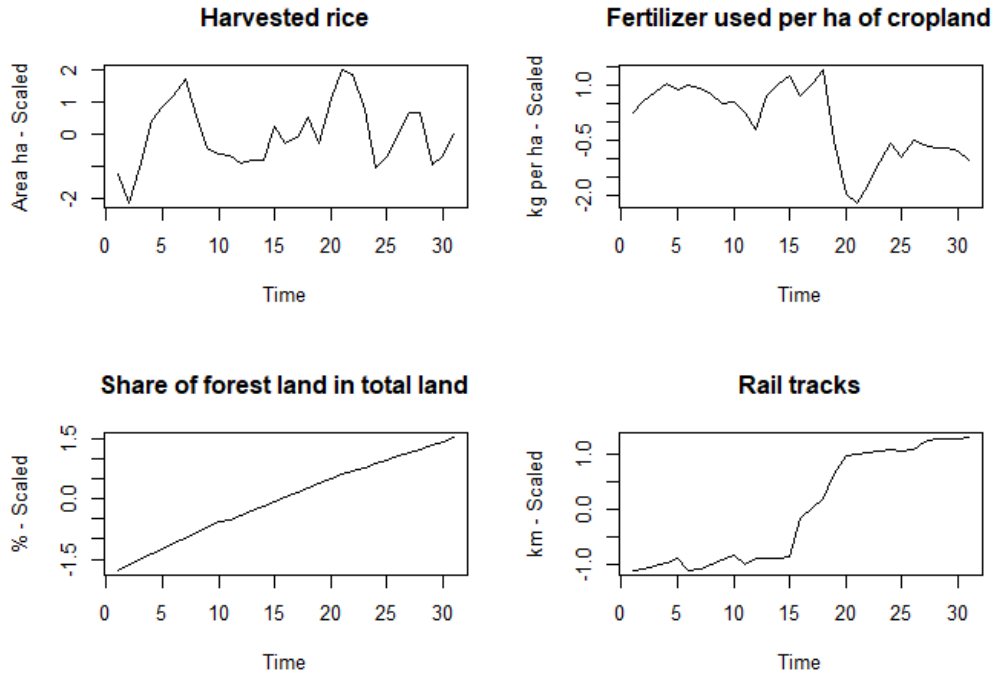 Harvested rice
Area ha - Scaled
2
1
0
-2
0 5 10 15 20 25 30
Time
Fertilizer used per ha of cropland
kg per ha - Scaled
1.0
-0.5
-2.0
0 5 10 15 20 25 30
Time
Share of forest land in total land
% - Scaled
1.5
0.0
-1.5
0 5 10 15 20 25 30
Time
Rail tracks
km - Scaled
1.0
0.0
-1.0
0 5 10 15 20 25 30
Time